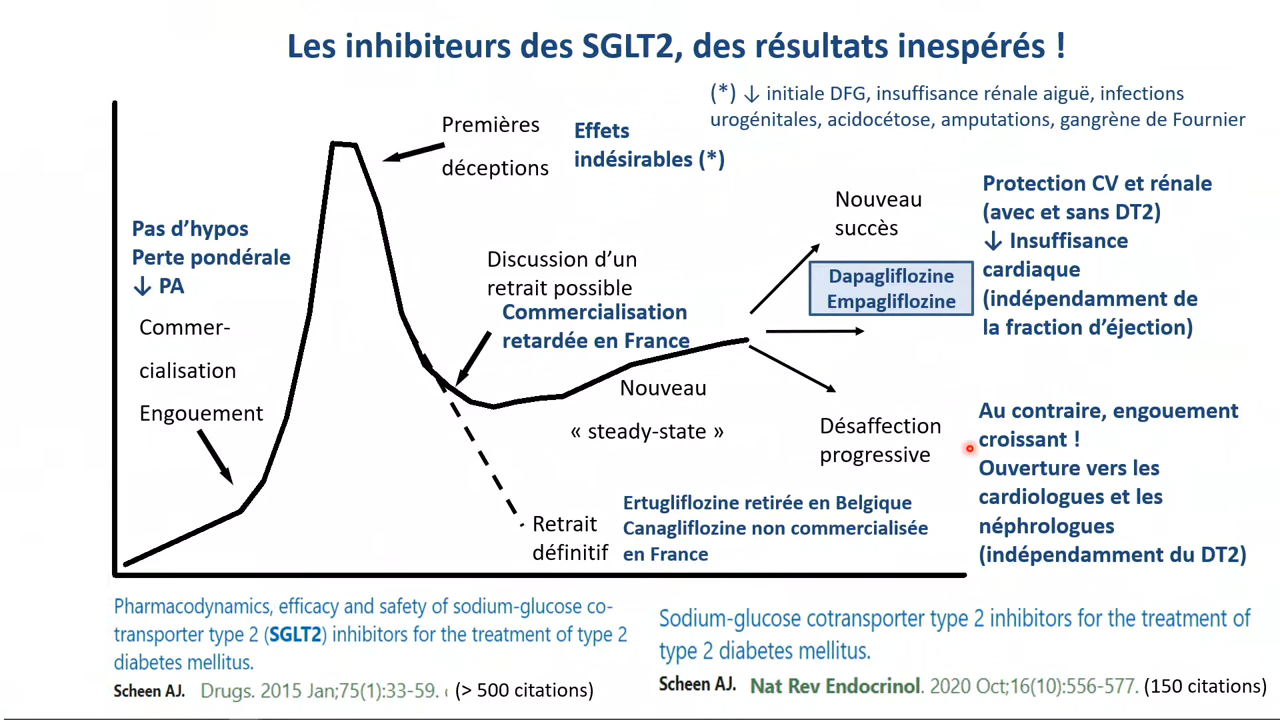 Les inhibiteurs des SGLT2, des résultats inespérés !
(*) ↓ initiale DFG, insuffisance rénale aiguë, infections
urogénitales, acidocétose, amputations, gangrène de Fournier
Premières
déceptions
Effets
indésirables (*)
Pas d’hypos
Perte pondérale
↓ PA
Commer-
cialisation
Engouement
Discussion d’un
retrait possible
Commercialisation
retardée en France
Nouveau
succès
Dapagliflozine
Empagliflozine
Protection CV et rénale
(avec et sans DT2)
↓ Insuffisance
cardiaque
(indépendamment de
la fraction d’éjection)
Nouveau
« steady-state »
Désaffection
progressive
Au contraire, engouement
croissant !
Ouverture vers les
cardiologues et les
néphrologues
(indépendamment du DT2)
Retrait
définitif
Ertugliflozine retirée en Belgique
Canagliflozine non commercialisée
en France
Pharmacodynamics, efficacy and safety of sodium-glucose co-
transporter type 2 (SGLT2) inhibitors for the treatment of type 2
diabetes mellitus.
Scheen AJ. Drugs. 2015 Jan;75(1):33-59. (> 500 citations)
Sodium-glucose cotransporter type 2 inhibitors for the treatment of
type 2 diabetes mellitus.
Scheen AJ. Nat Rev Endocrinol. 2020 Oct;16(10):556-577. (150 citations)